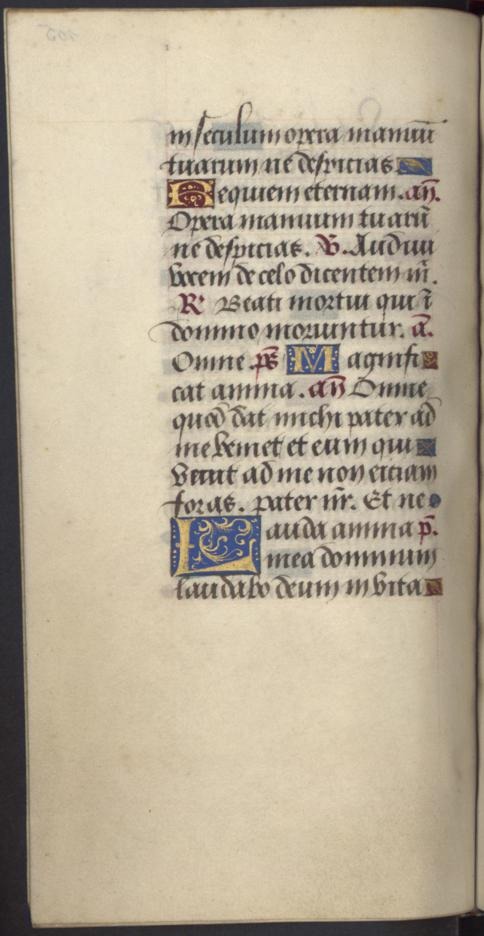 in seculum opera manuū
tuarum ne despicias
Requiem eternam. an̄.
Opera manuum tuarū
ne despicias. V. Audiui
vocem de celo dicentem m̄.
R. Beati mortui qui ī
domino moriuntur. a.
Omne. ps̄ Magnifi
cat anima. an̄ Omne
quod dat michi pater ad
me veniet et eum qui
venit ad me non eiciam
foras. pater nr̄. Et ne
Lauda anima p̄.
mea dominum
laudabo deum in vita